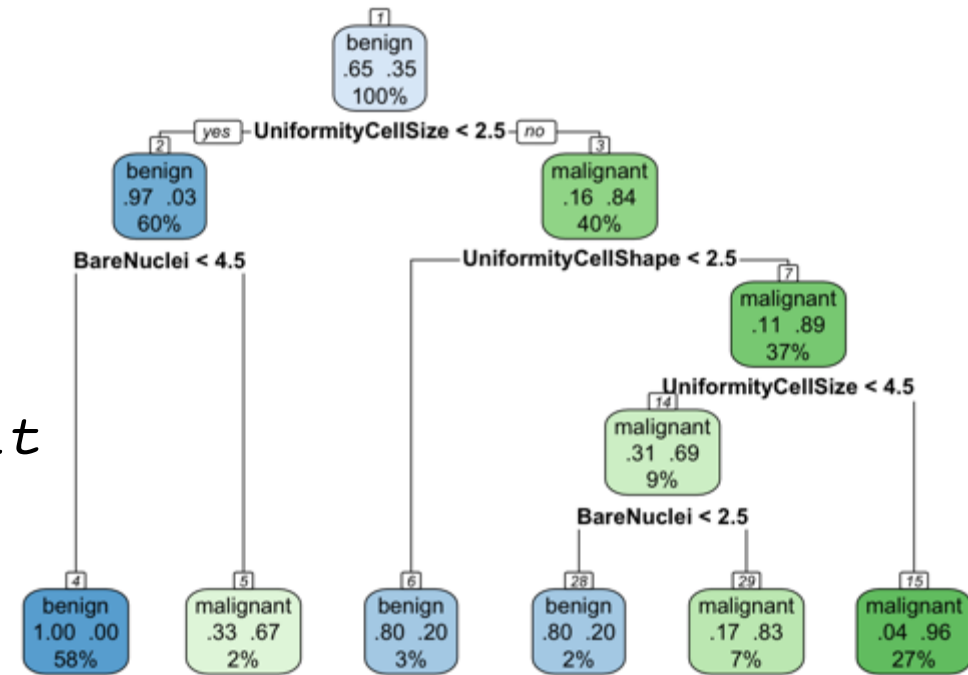 1
benign
.65 .35
100%
yes UniformityCellSize < 2.5 no
2
benign
.97 .03
60%
3
malignant
.16 .84
40%
BareNuclei < 4.5
UniformityCellShape < 2.5
7
malignant
.11 .89
37%
UniformityCellSize < 4.5
14
malignant
.31 .69
9%
BareNuclei < 2.5
4
benign
1.00 .00
58%
5
malignant
.33 .67
2%
6
benign
.80 .20
3%
28
benign
.80 .20
2%
29
malignant
.17 .83
7%
15
malignant
.04 .96
27%